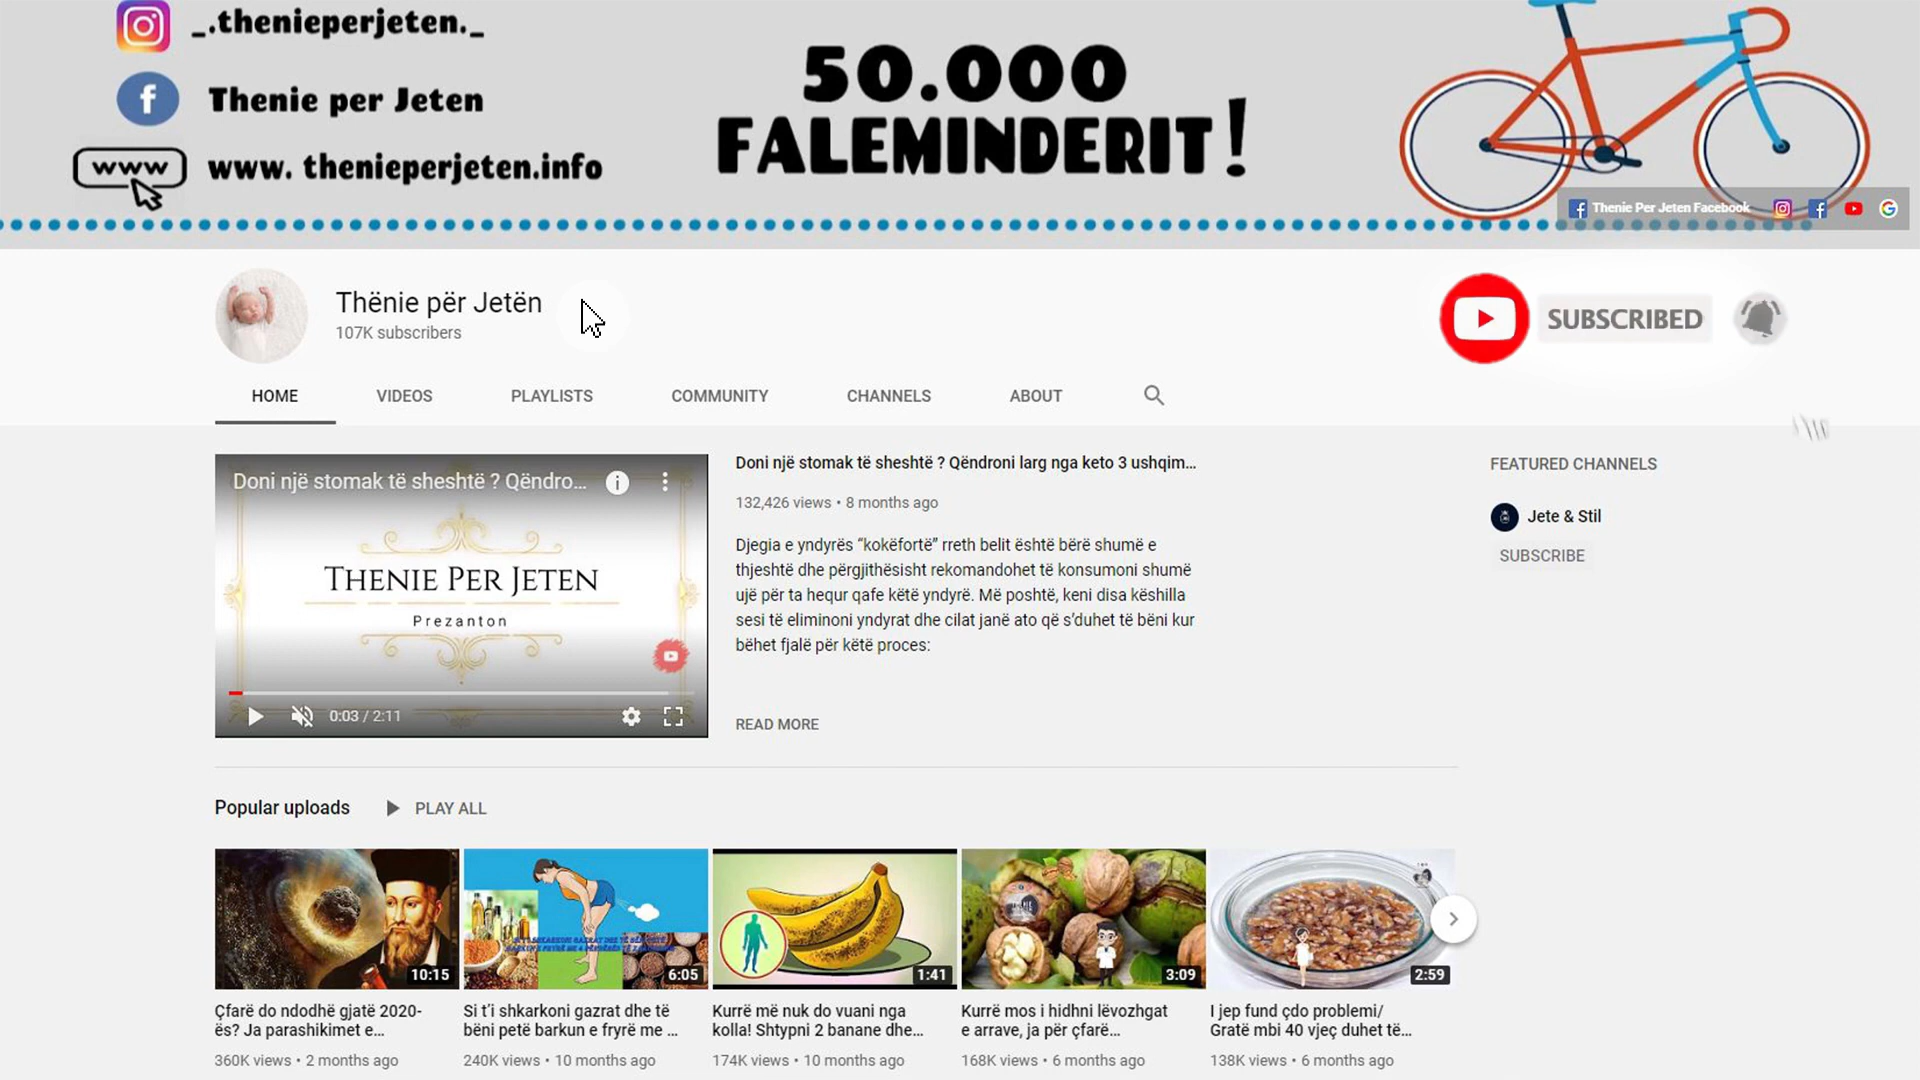 _.thenieperjeten._
Thenie per Jeten
www
www. thenieperjeten.info
50.000
FALEMINDERIT!
Thenie Per Jeten Facebook
Thënie për Jetën
107K subscribers
SUBSCRIBED
HOME
VIDEOS
PLAYLISTS
COMMUNITY
CHANNELS
ABOUT
Doni një stomak të sheshtë ? Qëndro...
THENIE PER JETEN
Prezanton
0:03 / 2:11
Doni një stomak të sheshtë ? Qëndroni larg nga keto 3 ushqim...
132,426 views • 8 months ago
Djegia e yndyrës “kokëfortë” rreth belit është bërë shumë e
thjeshtë dhe përgjithësisht rekomandohet të konsumoni shumë
ujë për ta hequr qafe këtë yndyrë. Më poshtë, keni disa këshilla
sesi të eliminoni yndyrat dhe cilat janë ato që s’duhet të bëni kur
bëhet fjalë për këtë proces:
READ MORE
FEATURED CHANNELS
Jete & Stil
SUBSCRIBE
Popular uploads
PLAY ALL
10:15
6:05
1:41
3:09
2:59
Çfarë do ndodhë gjatë 2020-
ës? Ja parashikimet e...
360K views • 2 months ago
Si t’i shkarkoni gazrat dhe të
bëni petë barkun e fryrë me ...
240K views • 10 months ago
Kurrë më nuk do vuani nga
kolla! Shtypni 2 banane dhe...
174K views • 10 months ago
Kurrë mos i hidhni lëvozhgat
e arrave, ja për çfarë...
168K views • 6 months ago
I jep fund çdo problemi/
Gratë mbi 40 vjeç duhet të...
138K views • 6 months ago